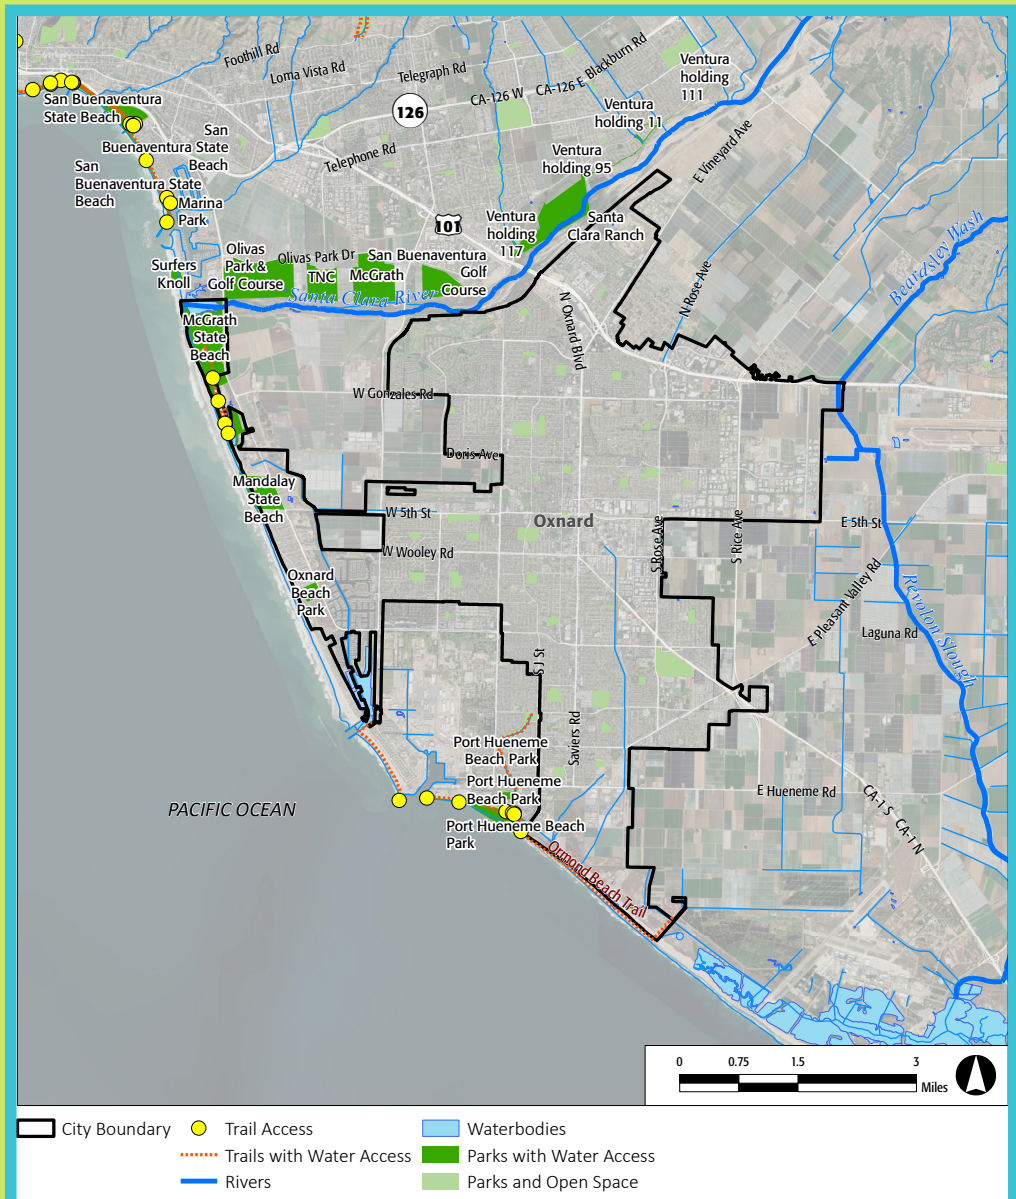 Foothill Rd
Loma Vista Rd
Telegraph Rd
CA-126 W
CA-126 E
Blackburn Rd
Ventura
holding
111
126
Ventura
holding 11
San Buenaventura
State Beach
San
Buenaventura State
Beach
Telephone Rd
Ventura
holding 95
E Vineyard Ave
San
Buenaventura State
Beach
Marina
Park
101
Ventura
holding
117
Santa
Clara Ranch
Surfers
Knoll
Olivas
Park &
Golf Course
Olivas Park Dr
TNC
McGrath
San Buenaventura
Golf
Course
Santa Clara River
Beardsley Wash
N Rose Ave
N Oxnard Blvd
McGrath
State
Beach
W Gonzales Rd
Doris Ave
Mandalay
State
Beach
W 5th St
Oxnard
S Rose Ave
S Rice Ave
E 5th St
W Wooley Rd
Oxnard
Beach
Park
E Pleasant Valley Rd
Revolon Slough
Laguna Rd
S J St
Saviers Rd
Port Hueneme
Beach Park
Port Hueneme
Beach Park
Port Hueneme Beach
Park
E Hueneme Rd
CA-1 S
CA-1 N
PACIFIC OCEAN
Ormond Beach Trail
0 0.75 1.5 3
Miles
City Boundary
Trail Access
Trails with Water Access
Rivers
Waterbodies
Parks with Water Access
Parks and Open Space